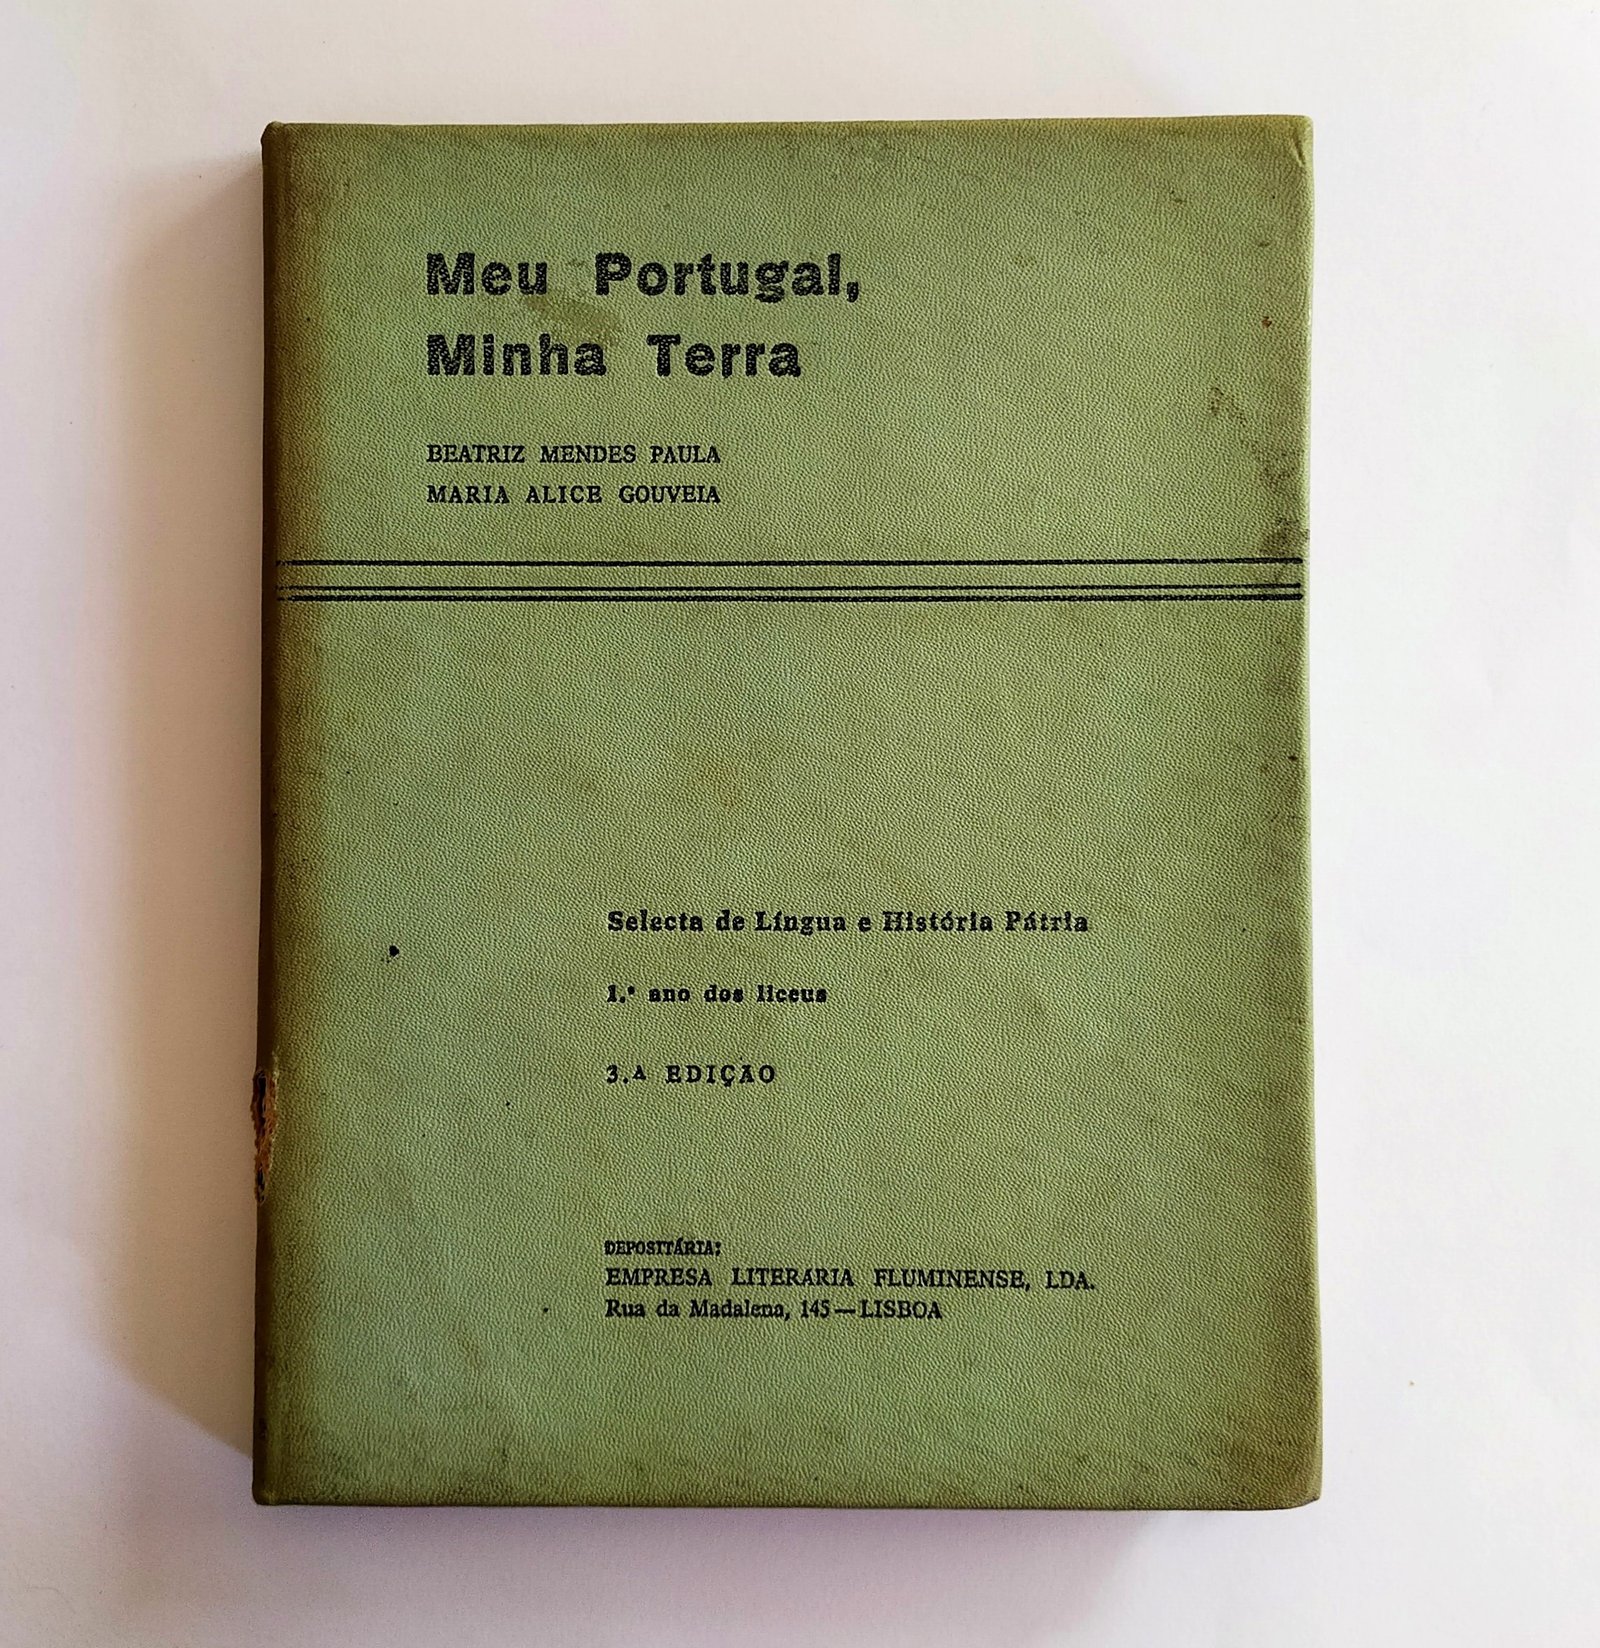 Meu Portugal,
Minha Terra
BEATRIZ MENDES PAULA
MARIA ALICE GOUVEIA
Selecta de Língua e História Pátria
1.º ano dos liceus
3.ª EDIÇÃO
DEPOSITÁRIA:
EMPRESA LITERARIA FLUMINENSE, LDA.
Rua da Madalena, 145 — LISBOA